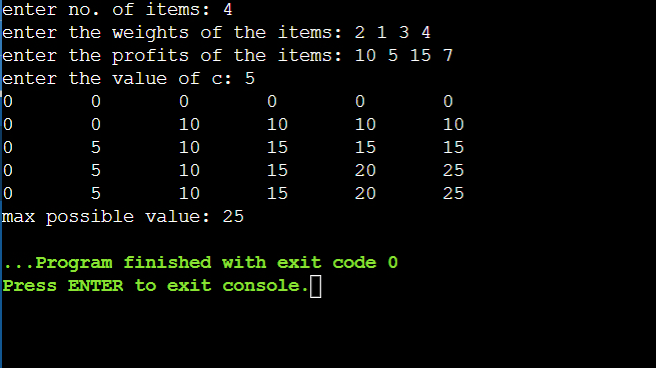 enter no. of items: 4
enter the weights of the items: 2 1 3 4
enter the profits of the items: 10 5 15 7
enter the value of c: 5
0 0 0 0 0 0
0 0 10 10 10 10
0 5 10 15 15 15
0 5 10 15 20 25
0 5 10 15 20 25
max possible value: 25
...Program finished with exit code 0
Press ENTER to exit console.